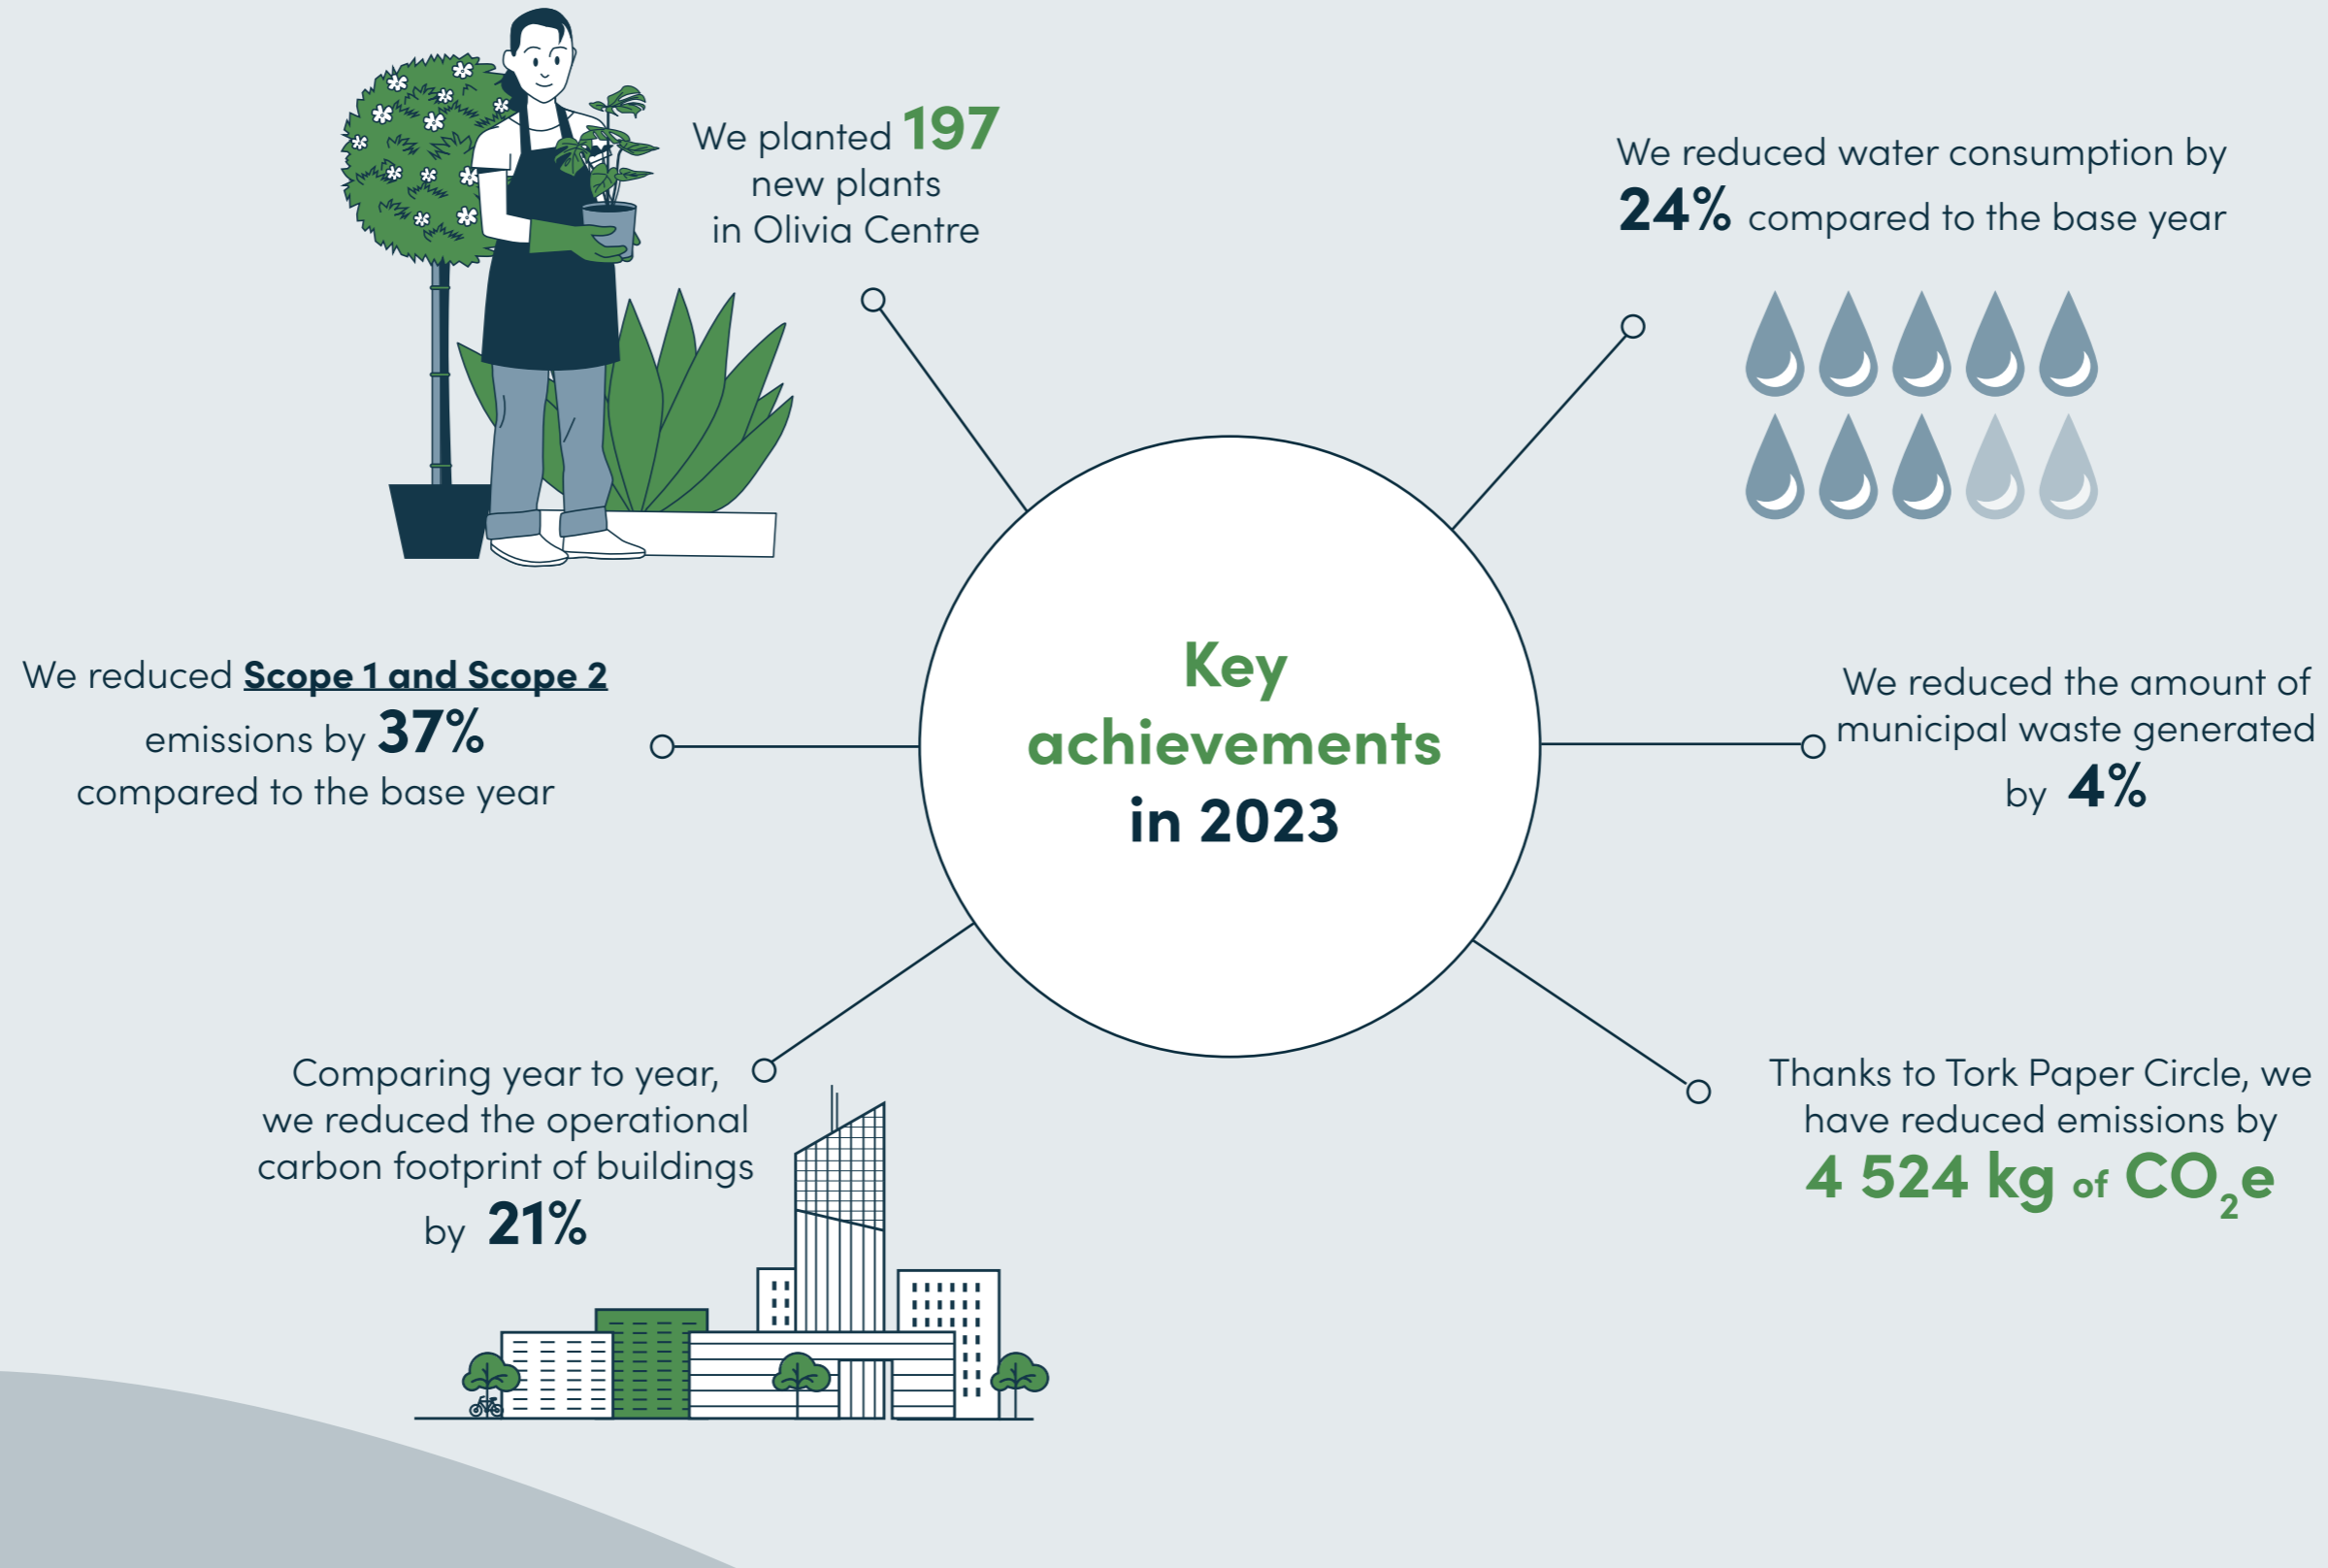 We planted 197
new plants
in Olivia Centre
We reduced water consumption by
24% compared to the base year
We reduced Scope 1 and Scope 2
emissions by 37%
compared to the base year
Key
achievements
in 2023
We reduced the amount of
municipal waste generated
by 4%
Comparing year to year,
we reduced the operational
carbon footprint of buildings
by 21%
Thanks to Tork Paper Circle, we
have reduced emissions by
4 524 kg of CO₂e